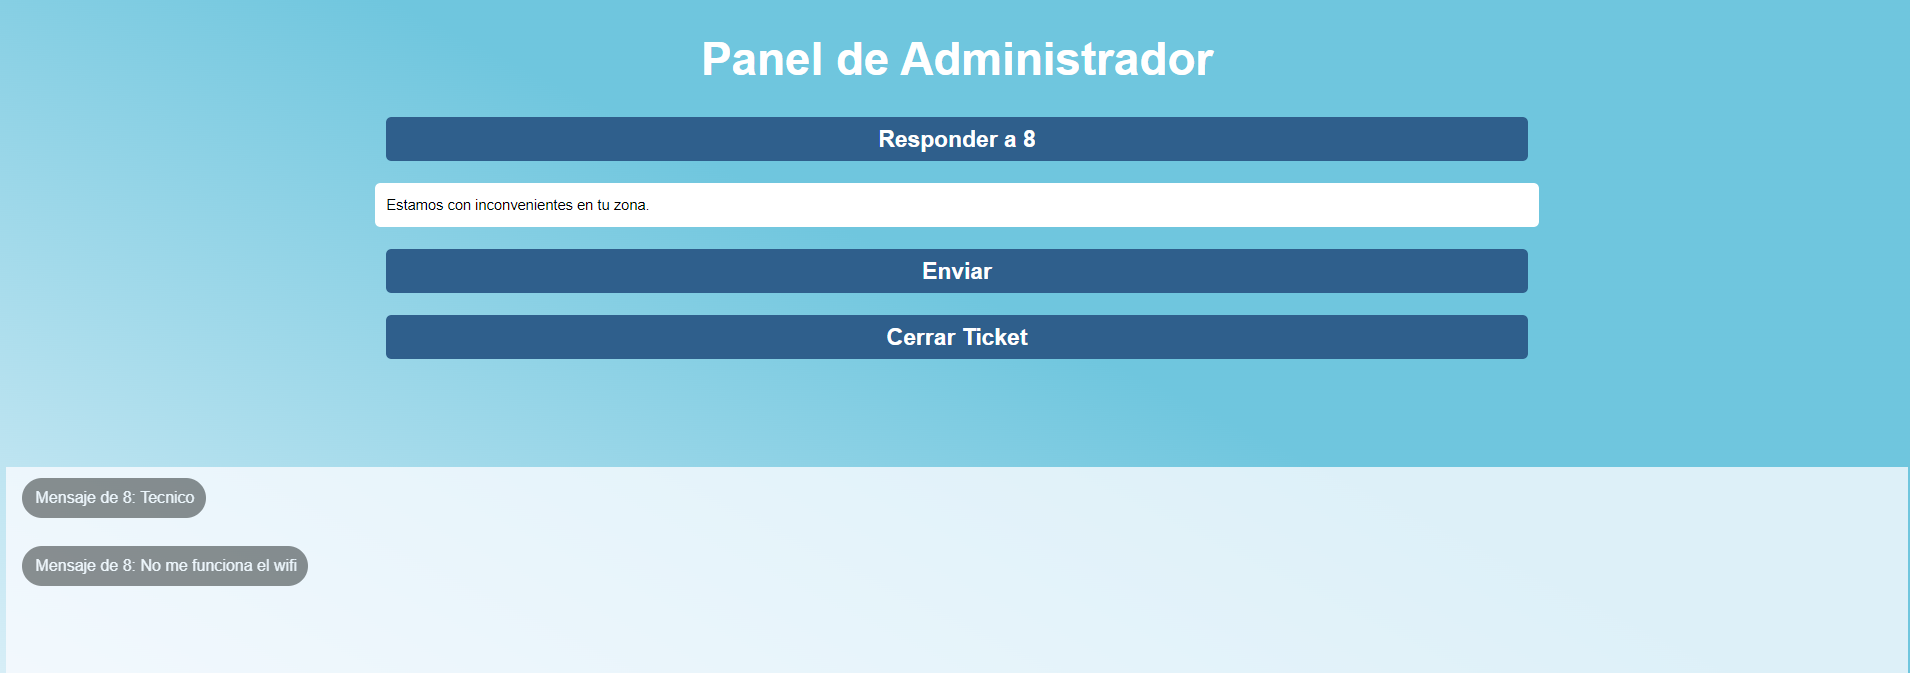 Panel de Administrador
Responder a 8
Estamos con inconvenientes en tu zona.
Enviar
Cerrar Ticket
Mensaje de 8: Tecnico
Mensaje de 8: No me funciona el wifi